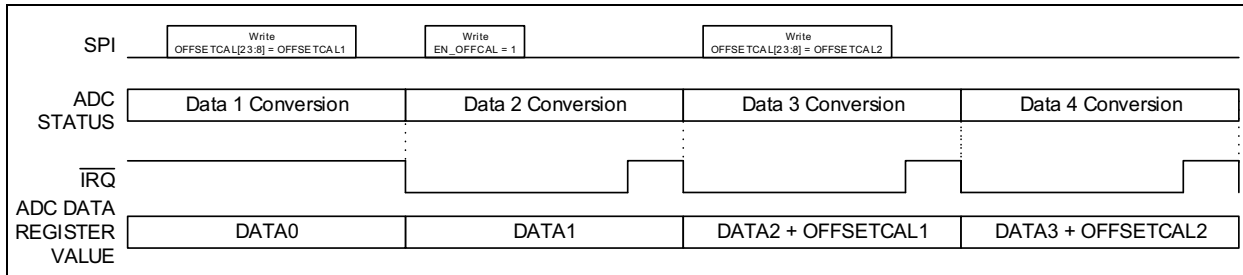 SPI
Write
OFFSETCAL[23:8] = OFFSETCAL1
Write
EN_OFFCAL = 1
Write
OFFSETCAL[23:8] = OFFSETCAL2
ADC
STATUS
Data 1 Conversion
Data 2 Conversion
Data 3 Conversion
Data 4 Conversion
IRQ
ADC DATA
REGISTER
VALUE
DATA0
DATA1
DATA2 + OFFSETCAL1
DATA3 + OFFSETCAL2